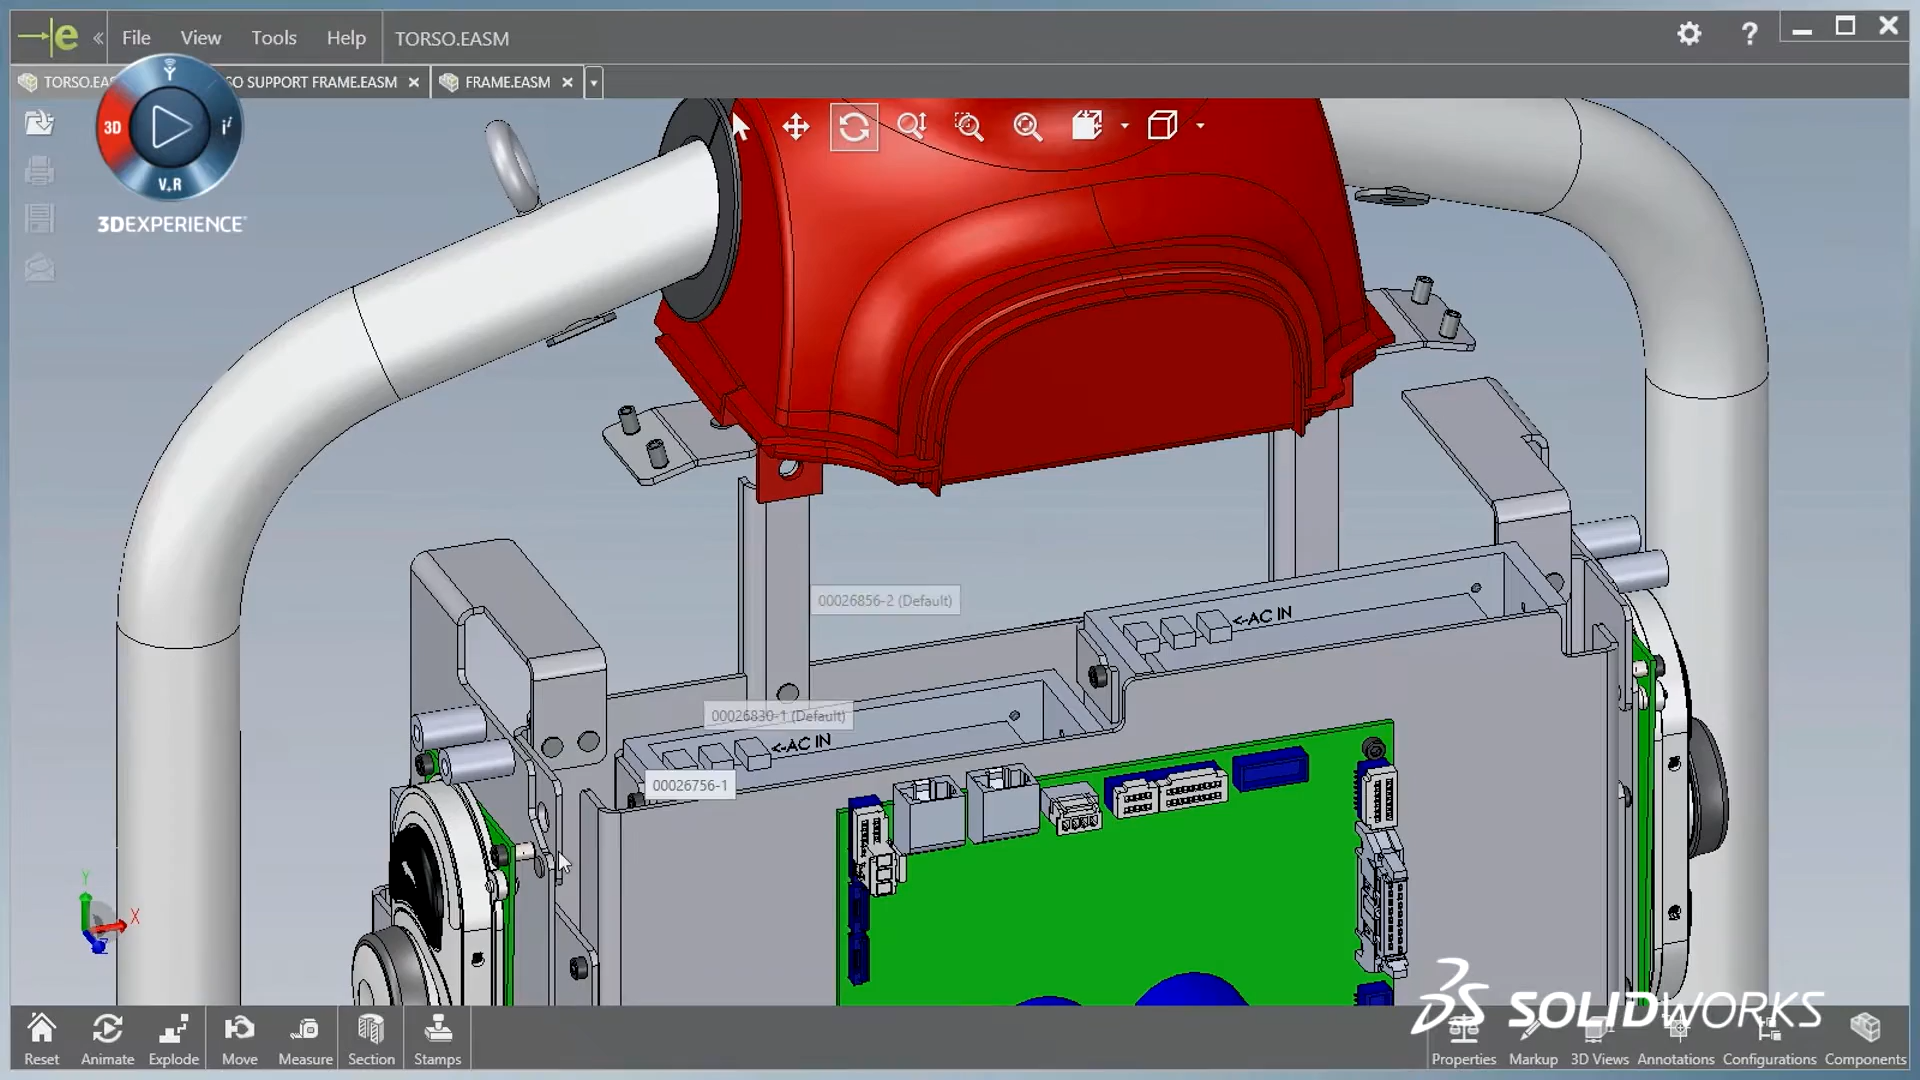 e « File View Tools Help TORSO.EASM
TORSO.EA SO SUPPORT FRAME.EASM × FRAME.EASM ×
3D
i
V+R
3DEXPERIENCE
00026856-2 (Default)
<-AC IN
00026830-1 (Default)
<-AC IN
00026756-1
Y
X
Z
SOLIDWORKS
Reset Animate Explode Move Measure Section Stamps
Properties Markup 3D Views Annotations Configurations Components